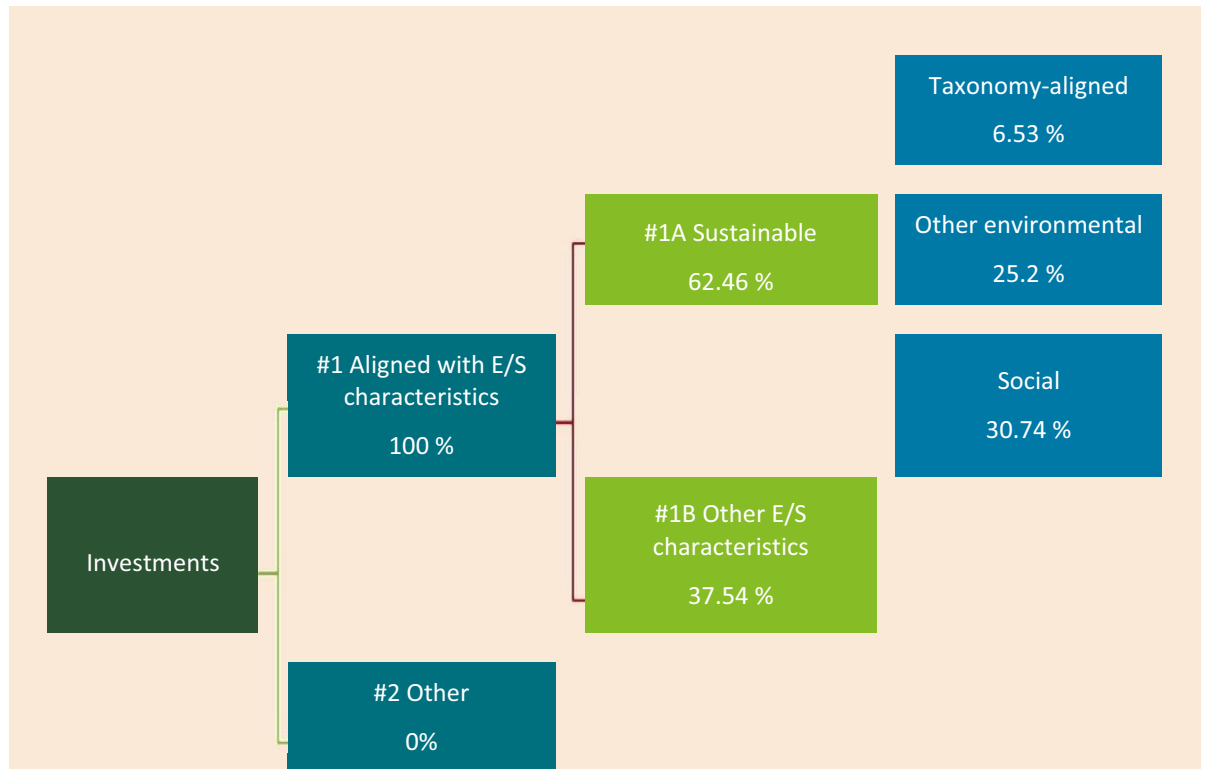 Investments
#1 Aligned with E/S
characteristics
100 %
#2 Other
0%
#1A Sustainable
62.46 %
#1B Other E/S
characteristics
37.54 %
Taxonomy-aligned
6.53 %
Other environmental
25.2 %
Social
30.74 %